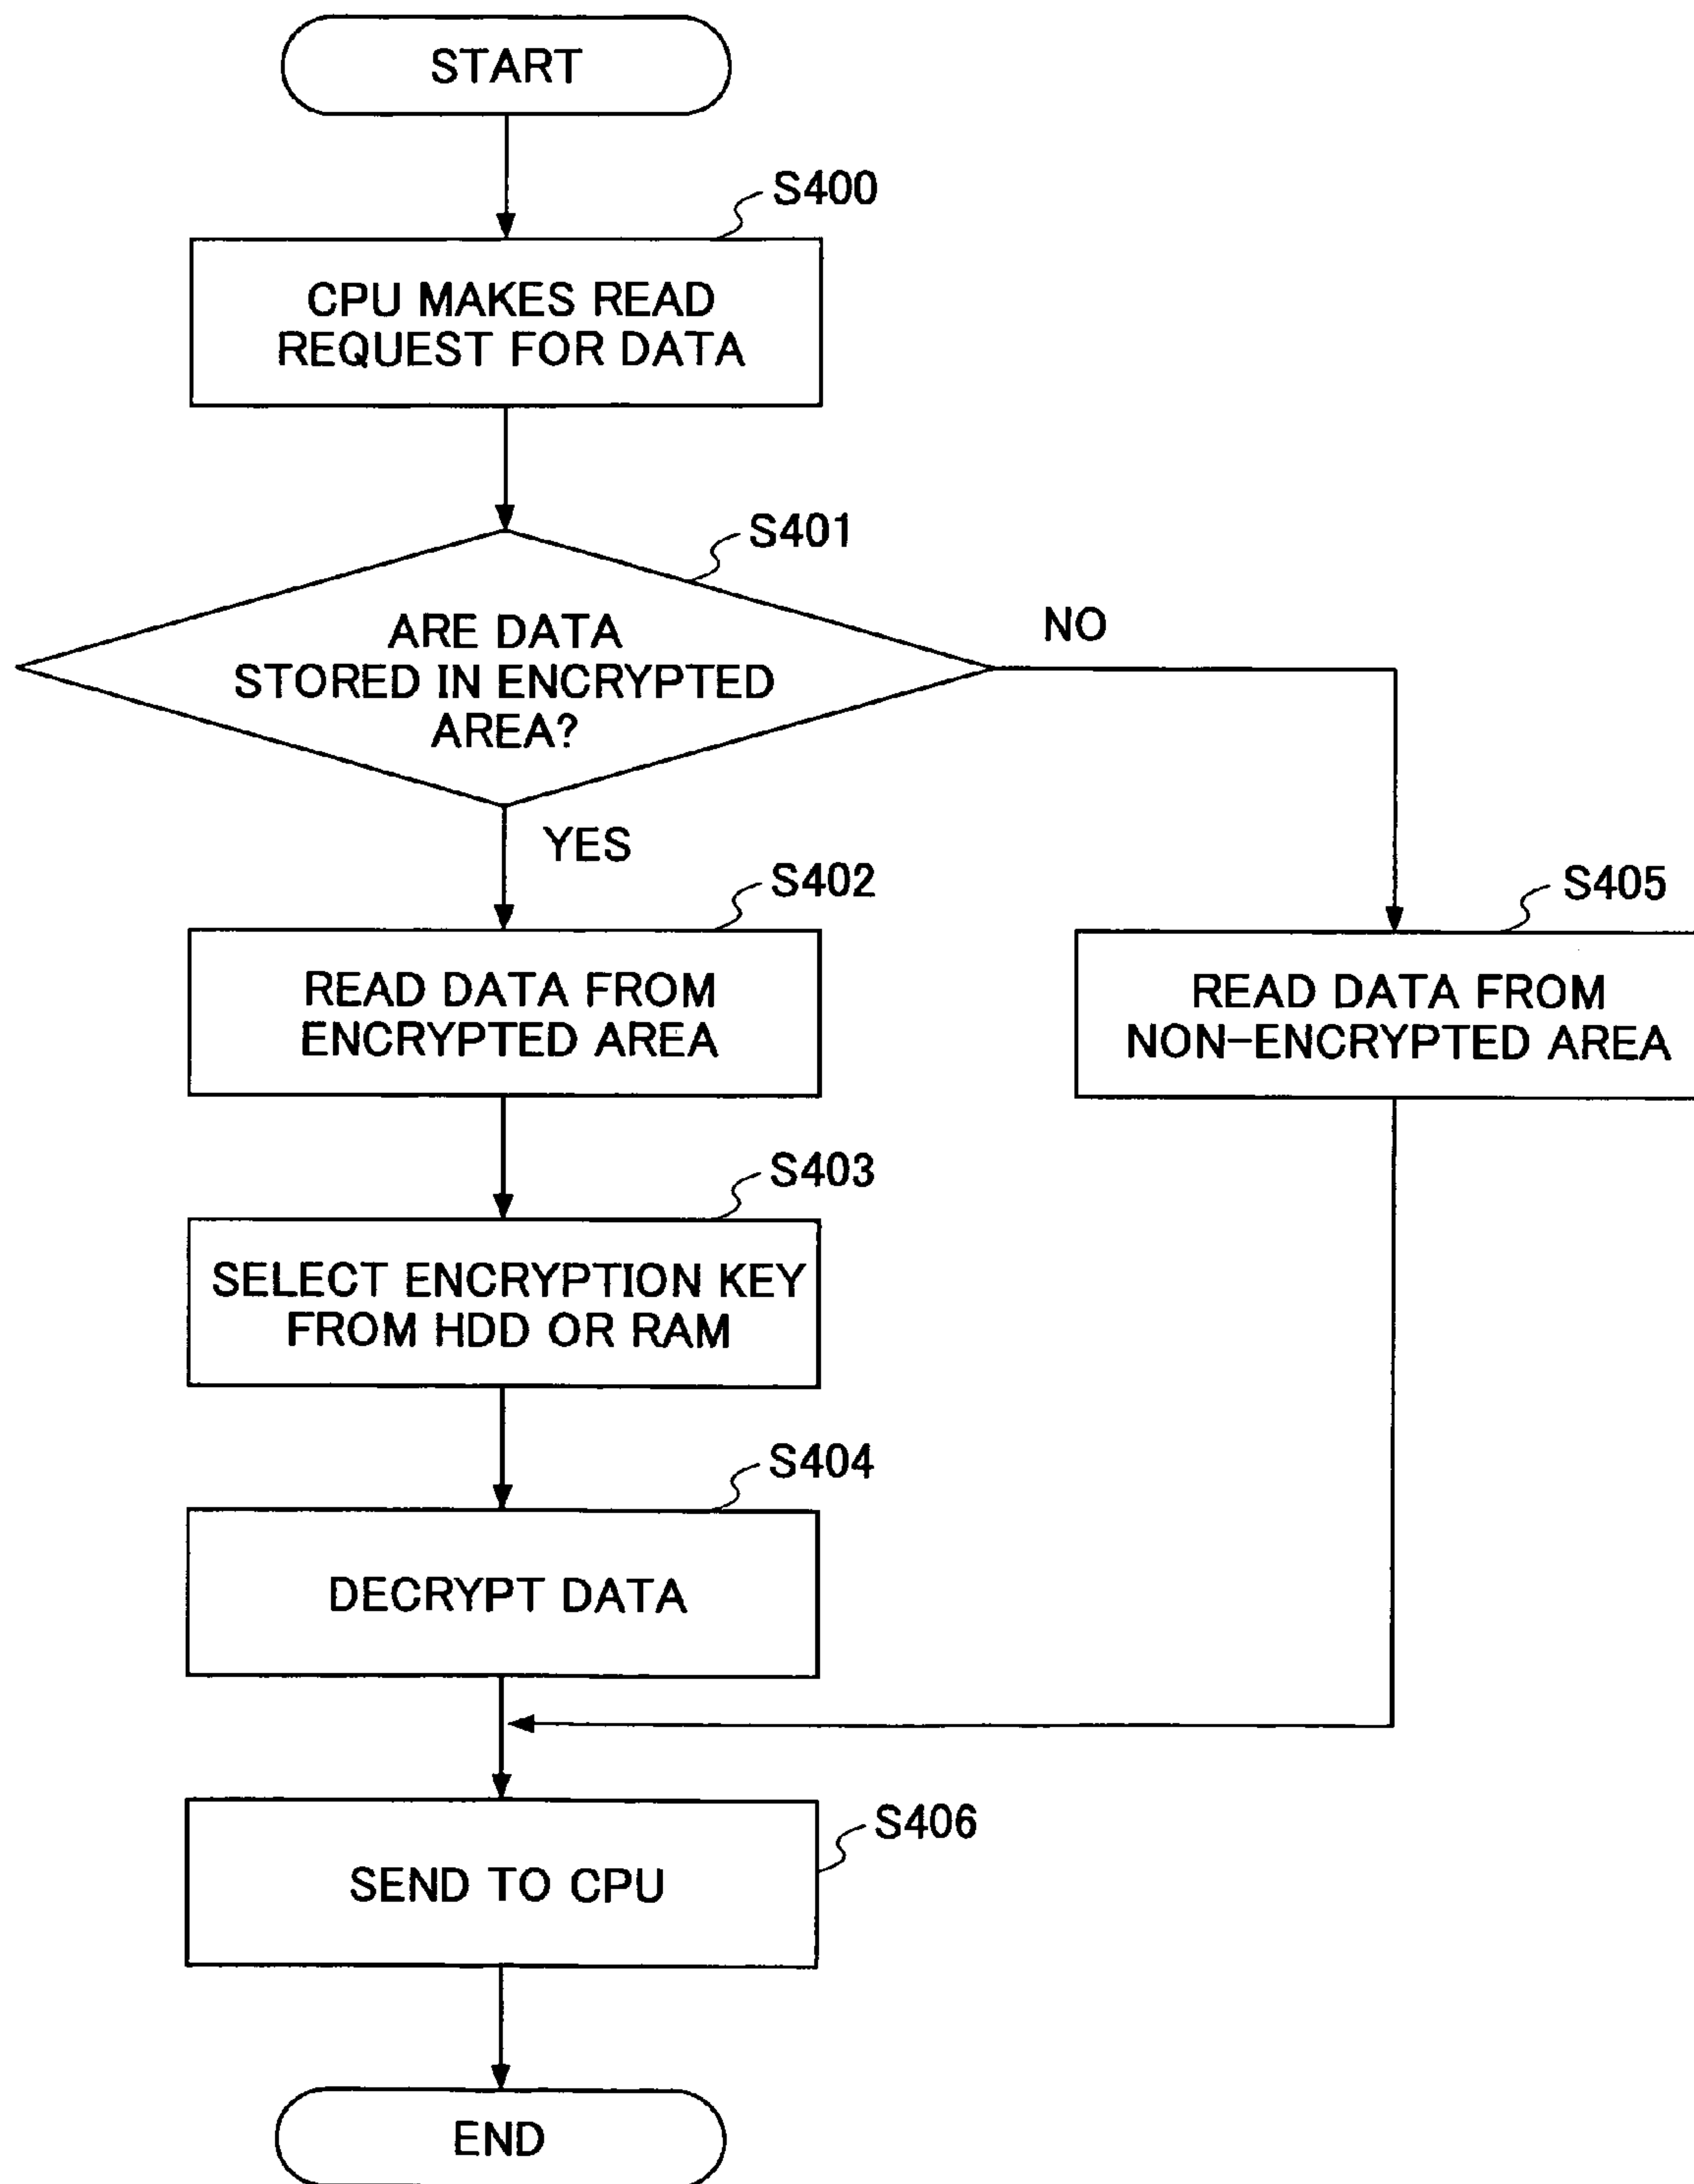 START
S400
CPU MAKES READ
REQUEST FOR DATA
S401
ARE DATA
STORED IN ENCRYPTED
AREA?
NO
YES
S402
READ DATA FROM
ENCRYPTED AREA
S405
READ DATA FROM
NON-ENCRYPTED AREA
S403
SELECT ENCRYPTION KEY
FROM HDD OR RAM
S404
DECRYPT DATA
S406
SEND TO CPU
END